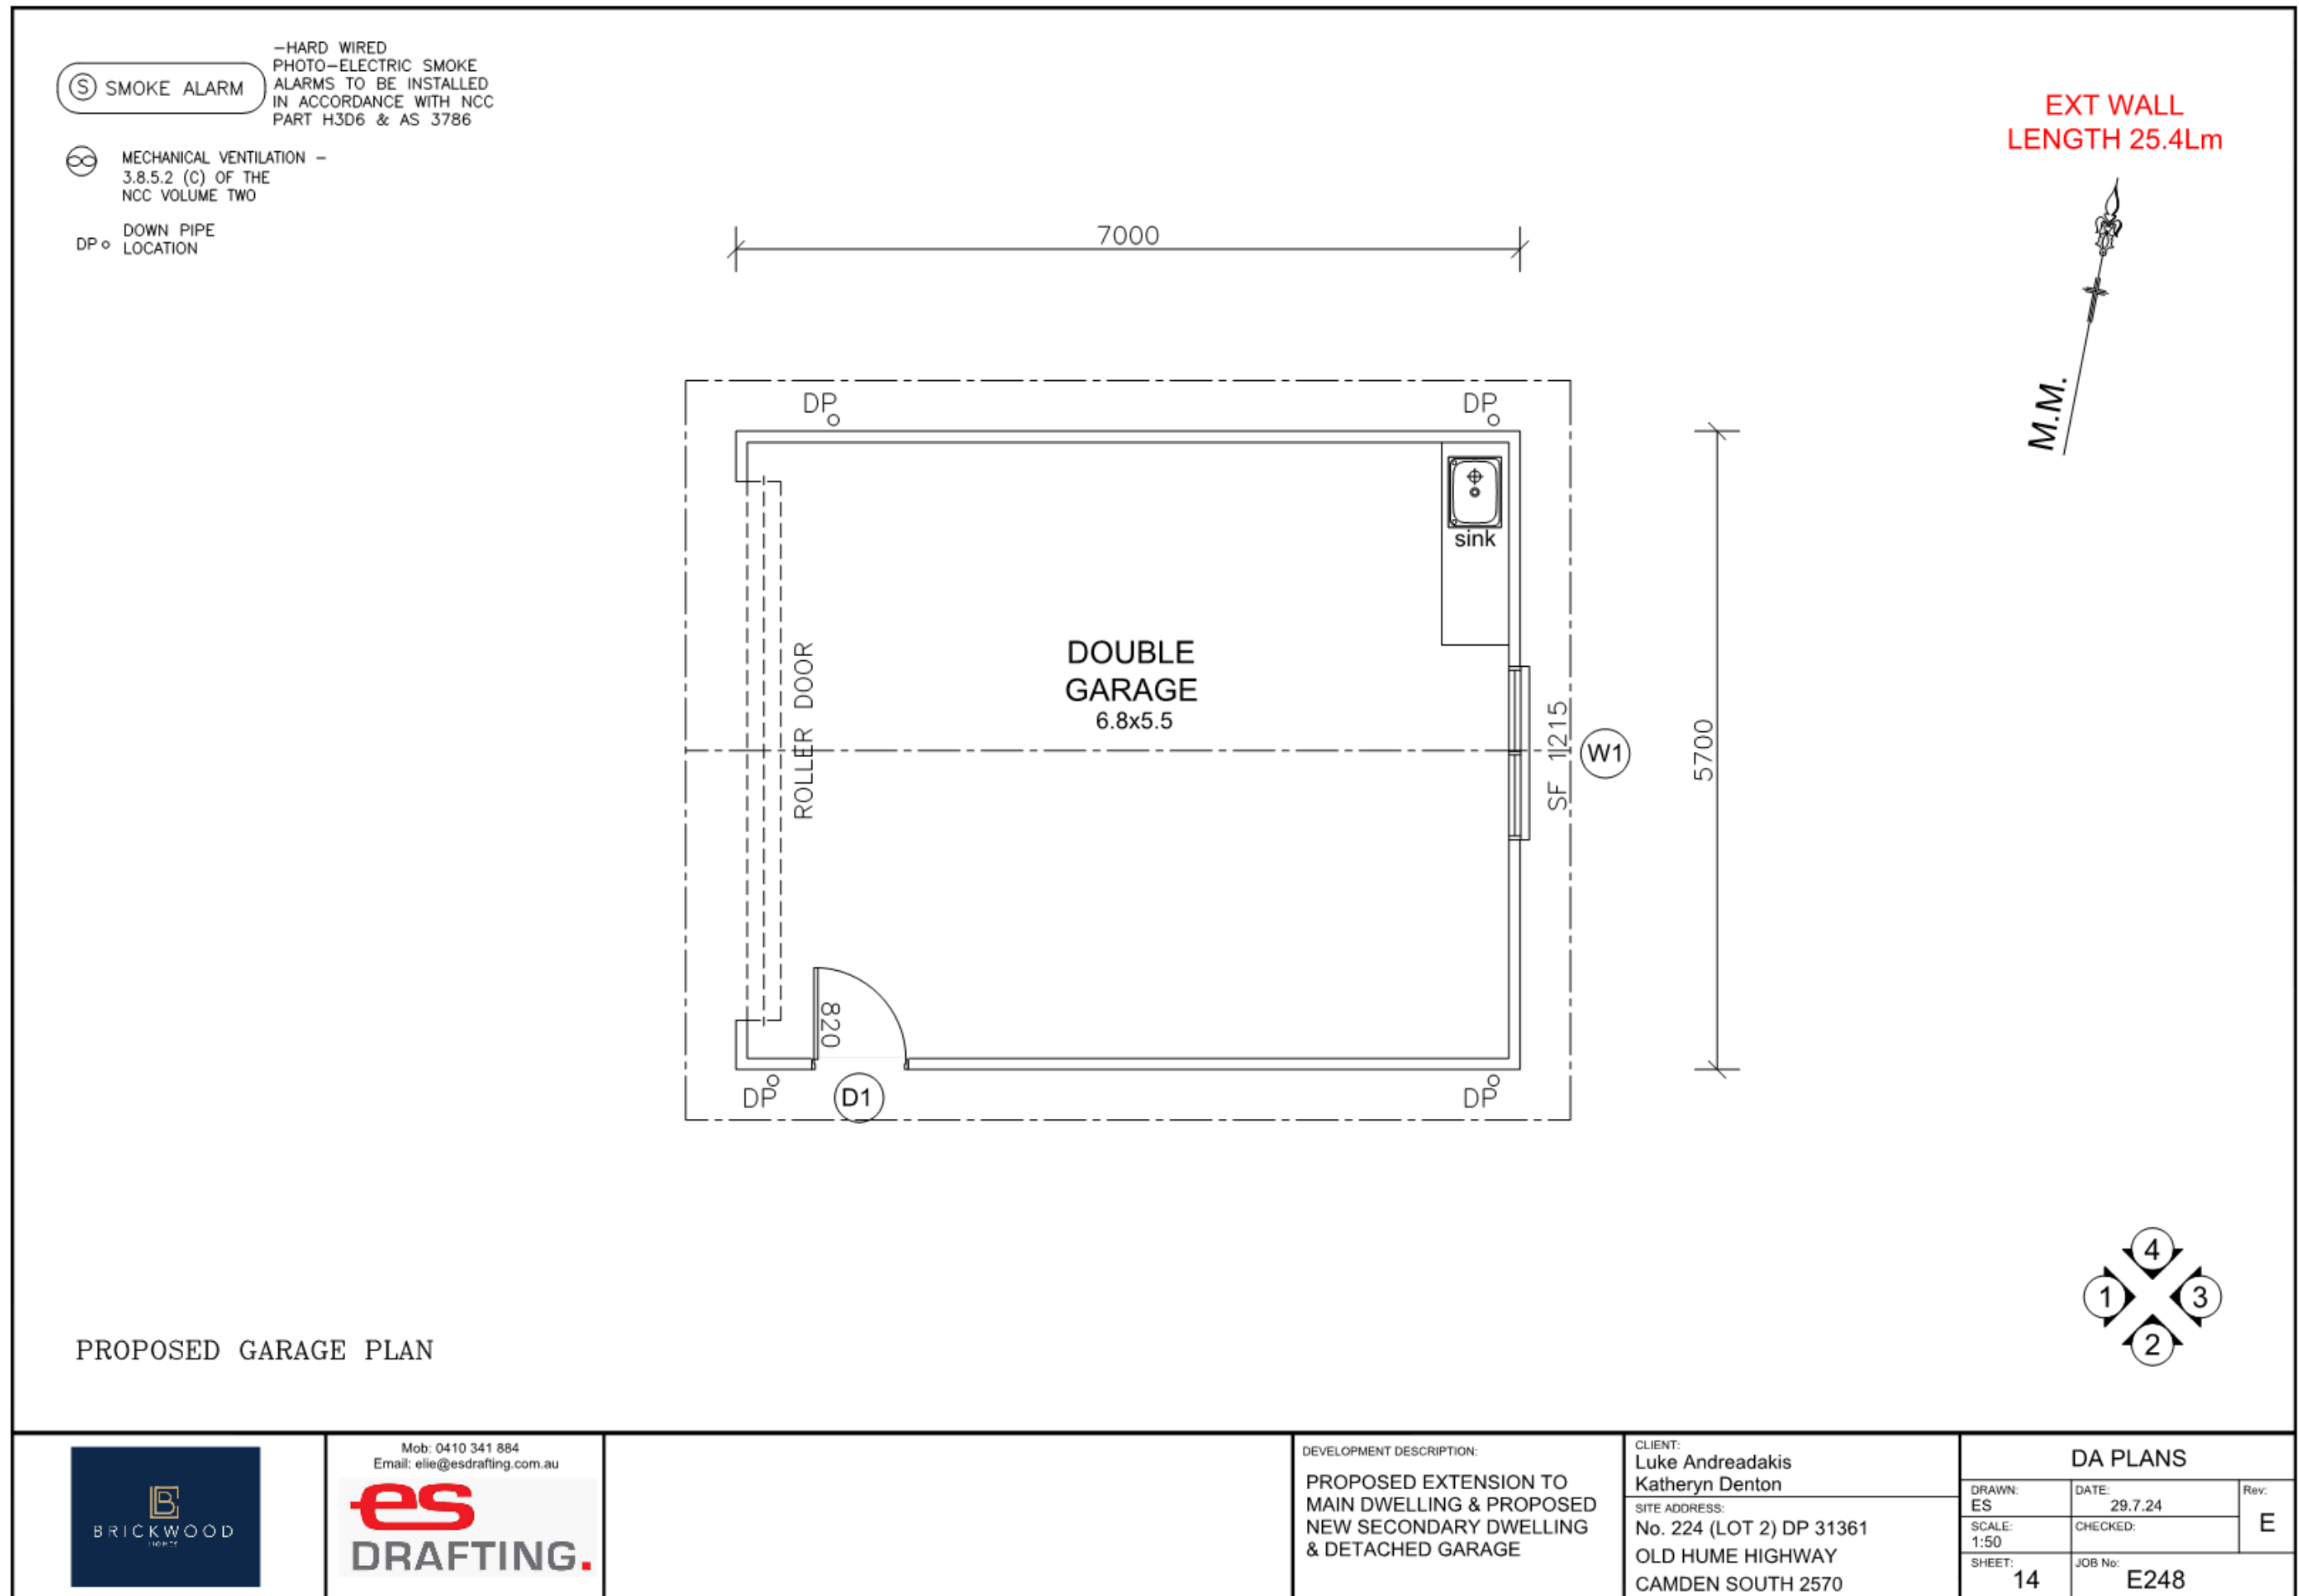 -HARD WIRED
PHOTO-ELECTRIC SMOKE
ALARMS TO BE INSTALLED
IN ACCORDANCE WITH NCC
PART H3D6 & AS 3786
S SMOKE ALARM
MECHANICAL VENTILATION -
3.8.5.2 (C) OF THE
NCC VOLUME TWO
DP DOWN PIPE
LOCATION
EXT WALL
LENGTH 25.4Lm
M.M.
7000
DP
DP
sink
DOUBLE
GARAGE
6.8x5.5
ROLLER DOOR
SF 1215
W1
5700
820
DP
D1
DP
4
1
3
2
PROPOSED GARAGE PLAN
B
BRICKWOOD
HOMES
Mob: 0410 341 884
Email: elie@esdrafting.com.au
es
DRAFTING.
DEVELOPMENT DESCRIPTION:
PROPOSED EXTENSION TO
MAIN DWELLING & PROPOSED
NEW SECONDARY DWELLING
& DETACHED GARAGE
CLIENT:
Luke Andreadakis
Katheryn Denton
SITE ADDRESS:
No. 224 (LOT 2) DP 31361
OLD HUME HIGHWAY
CAMDEN SOUTH 2570
DA PLANS
DRAWN:
ES
DATE:
29.7.24
Rev:
E
SCALE:
1:50
CHECKED:
SHEET:
14
JOB No:
E248